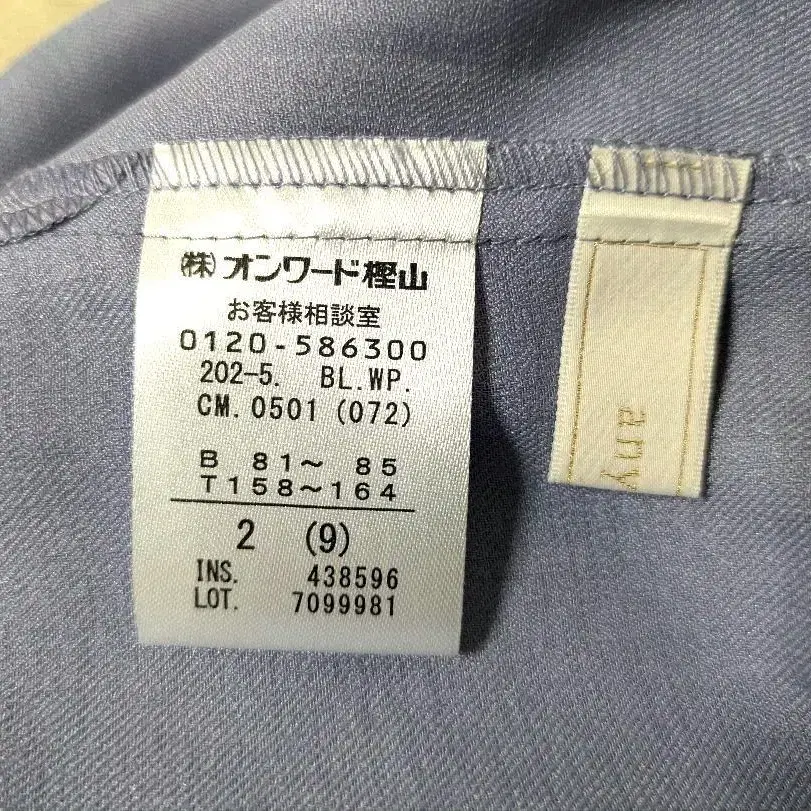 ㈱オンワード樫山
お客様相談室
0120-586300
202-5. BL.WP.
CM.0501 (072)
B 81～ 85
T158～164
2 (9)
INS. 438596
LOT. 7099981
any